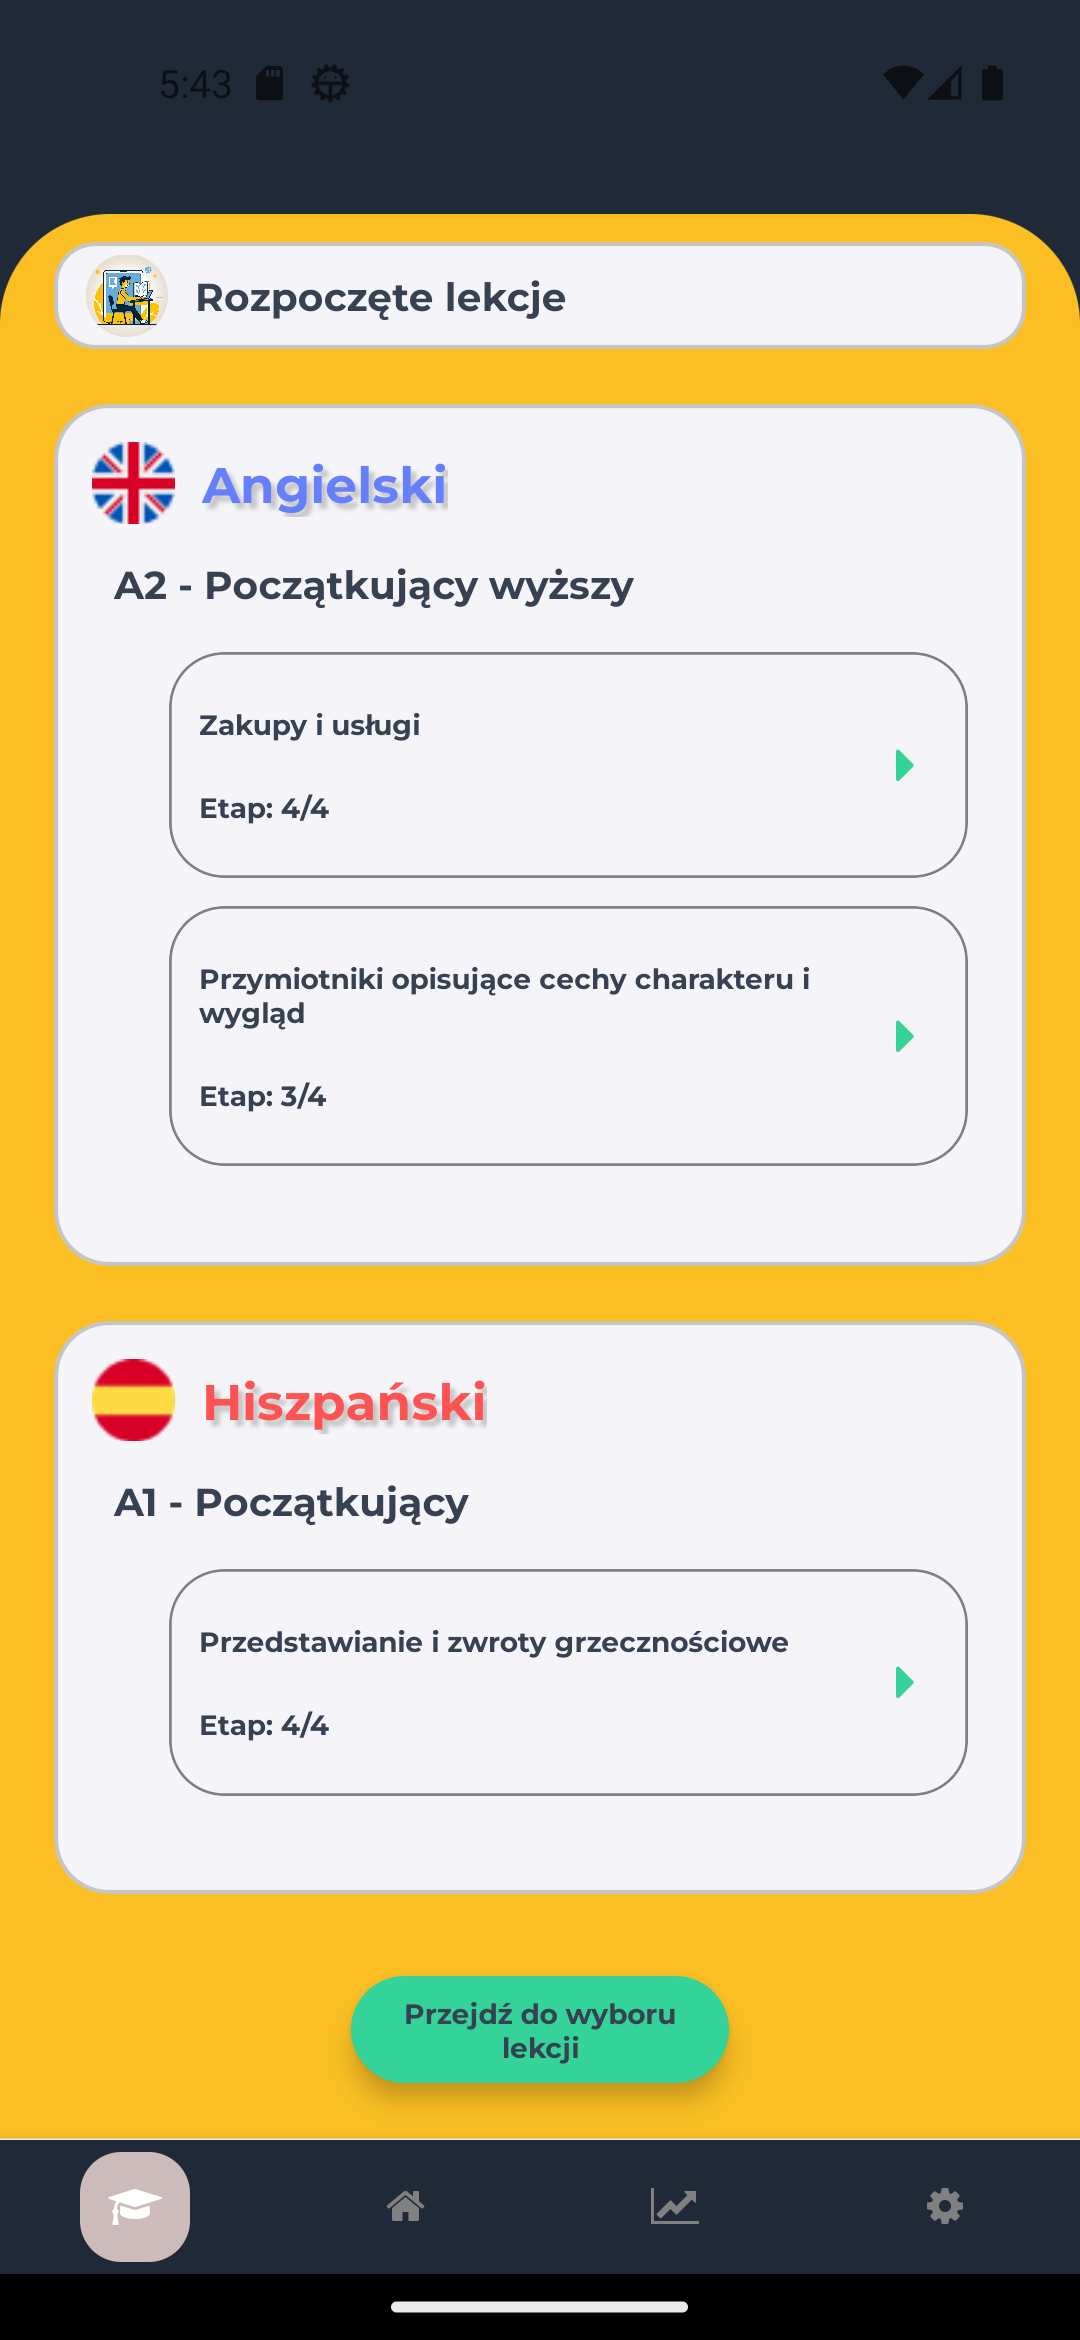 5:43
Rozpoczęte lekcje
Angielski
A2 - Początkujący wyższy
Zakupy i usługi
Etap: 4/4
Przymiotniki opisujące cechy charakteru i
wygląd
Etap: 3/4
Hiszpański
A1 - Początkujący
Przedstawianie i zwroty grzecznościowe
Etap: 4/4
Przejdź do wyboru
lekcji